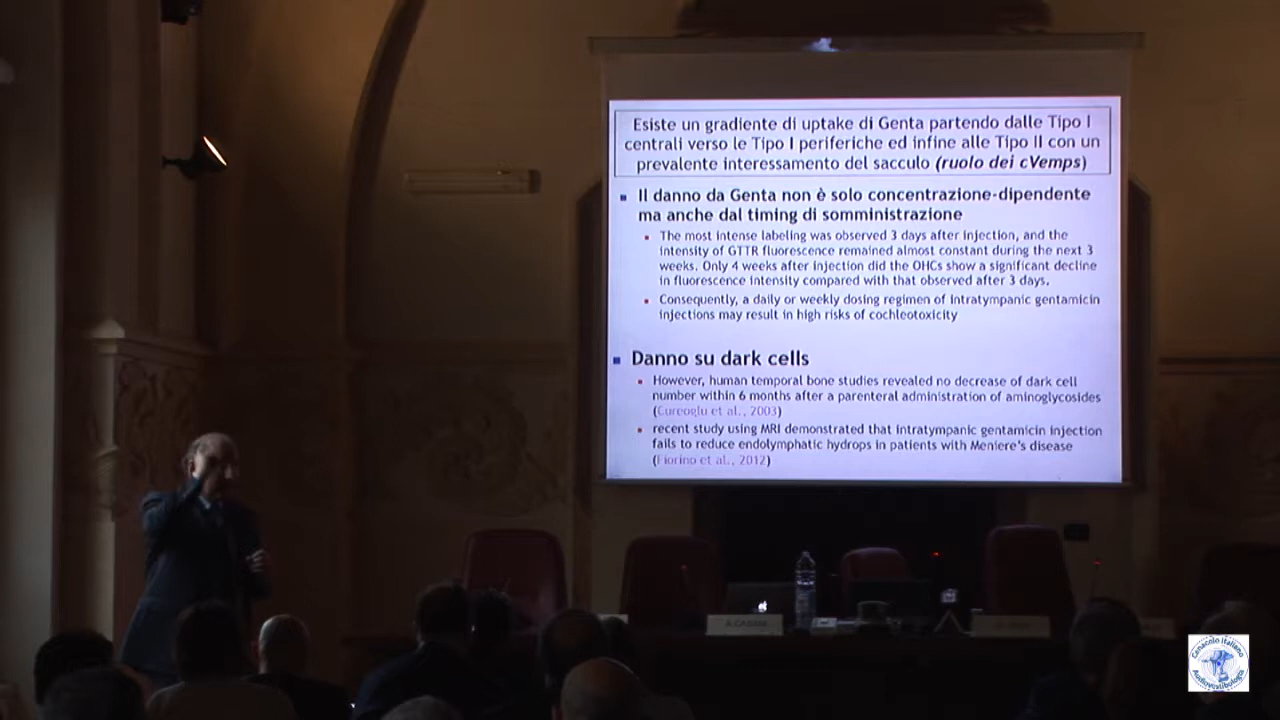 Esiste un gradiente di uptake di Genta partendo dalle Tipo I
centrali verso le Tipo I periferiche ed infine alle Tipo II con un
prevalente interessamento del sacculo (ruolo dei cVemps)
Il danno da Genta non è solo concentrazione-dipendente
ma anche dal timing di somministrazione
The most intense labeling was observed 3 days after injection, and the
intensity of GTTR fluorescence remained almost constant during the next 3
weeks. Only 4 weeks after injection did the OHCs show a significant decline
in fluorescence intensity compared with that observed after 3 days.
Consequently, a daily or weekly dosing regimen of intratympanic gentamicin
injections may result in high risks of cochleotoxicity
Danno su dark cells
However, human temporal bone studies revealed no decrease of dark cell
number within 6 months after a parenteral administration of aminoglycosides
(Cureoglu et al., 2003)
recent study using MRI demonstrated that intratympanic gentamicin injection
fails to reduce endolymphatic hydrops in patients with Meniere's disease
(Fiorino et al., 2012)
Cenacolo Italiano
Audiovestibologia